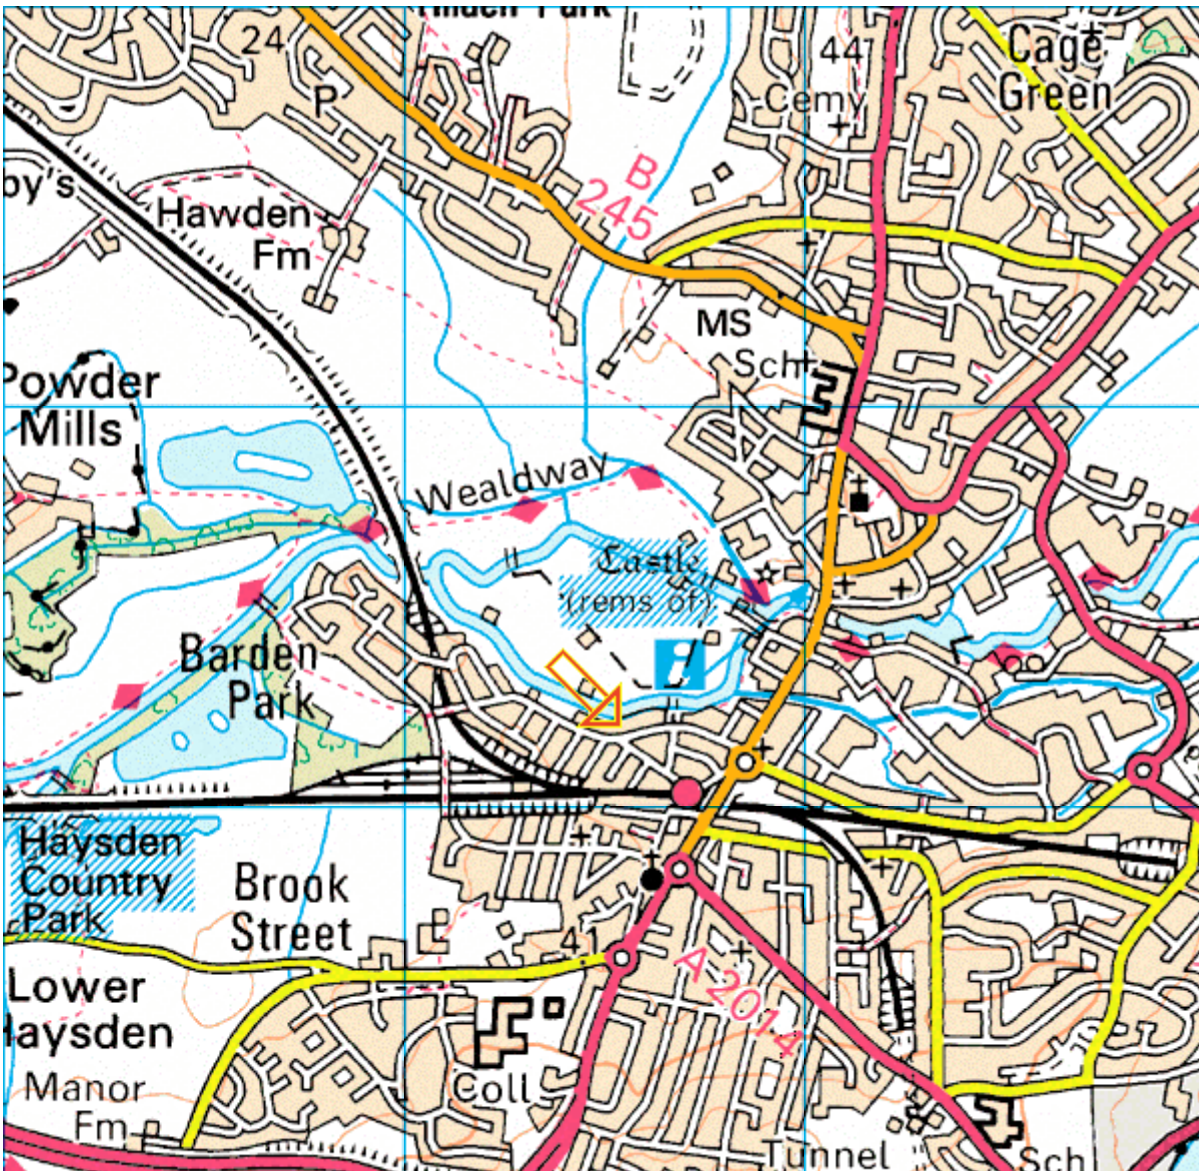 24
P
44
Cemy
Cage
Green
B
245
Hawden
Fm
MS
Sch
Powder
Mills
Wealdway
Castle
(rems of)
i
Barden
Park
Haysden
Country
Park
Brook
Street
41
A 2014
Lower
Haysden
Coll
Manor
Fm
Tunnel
Sch